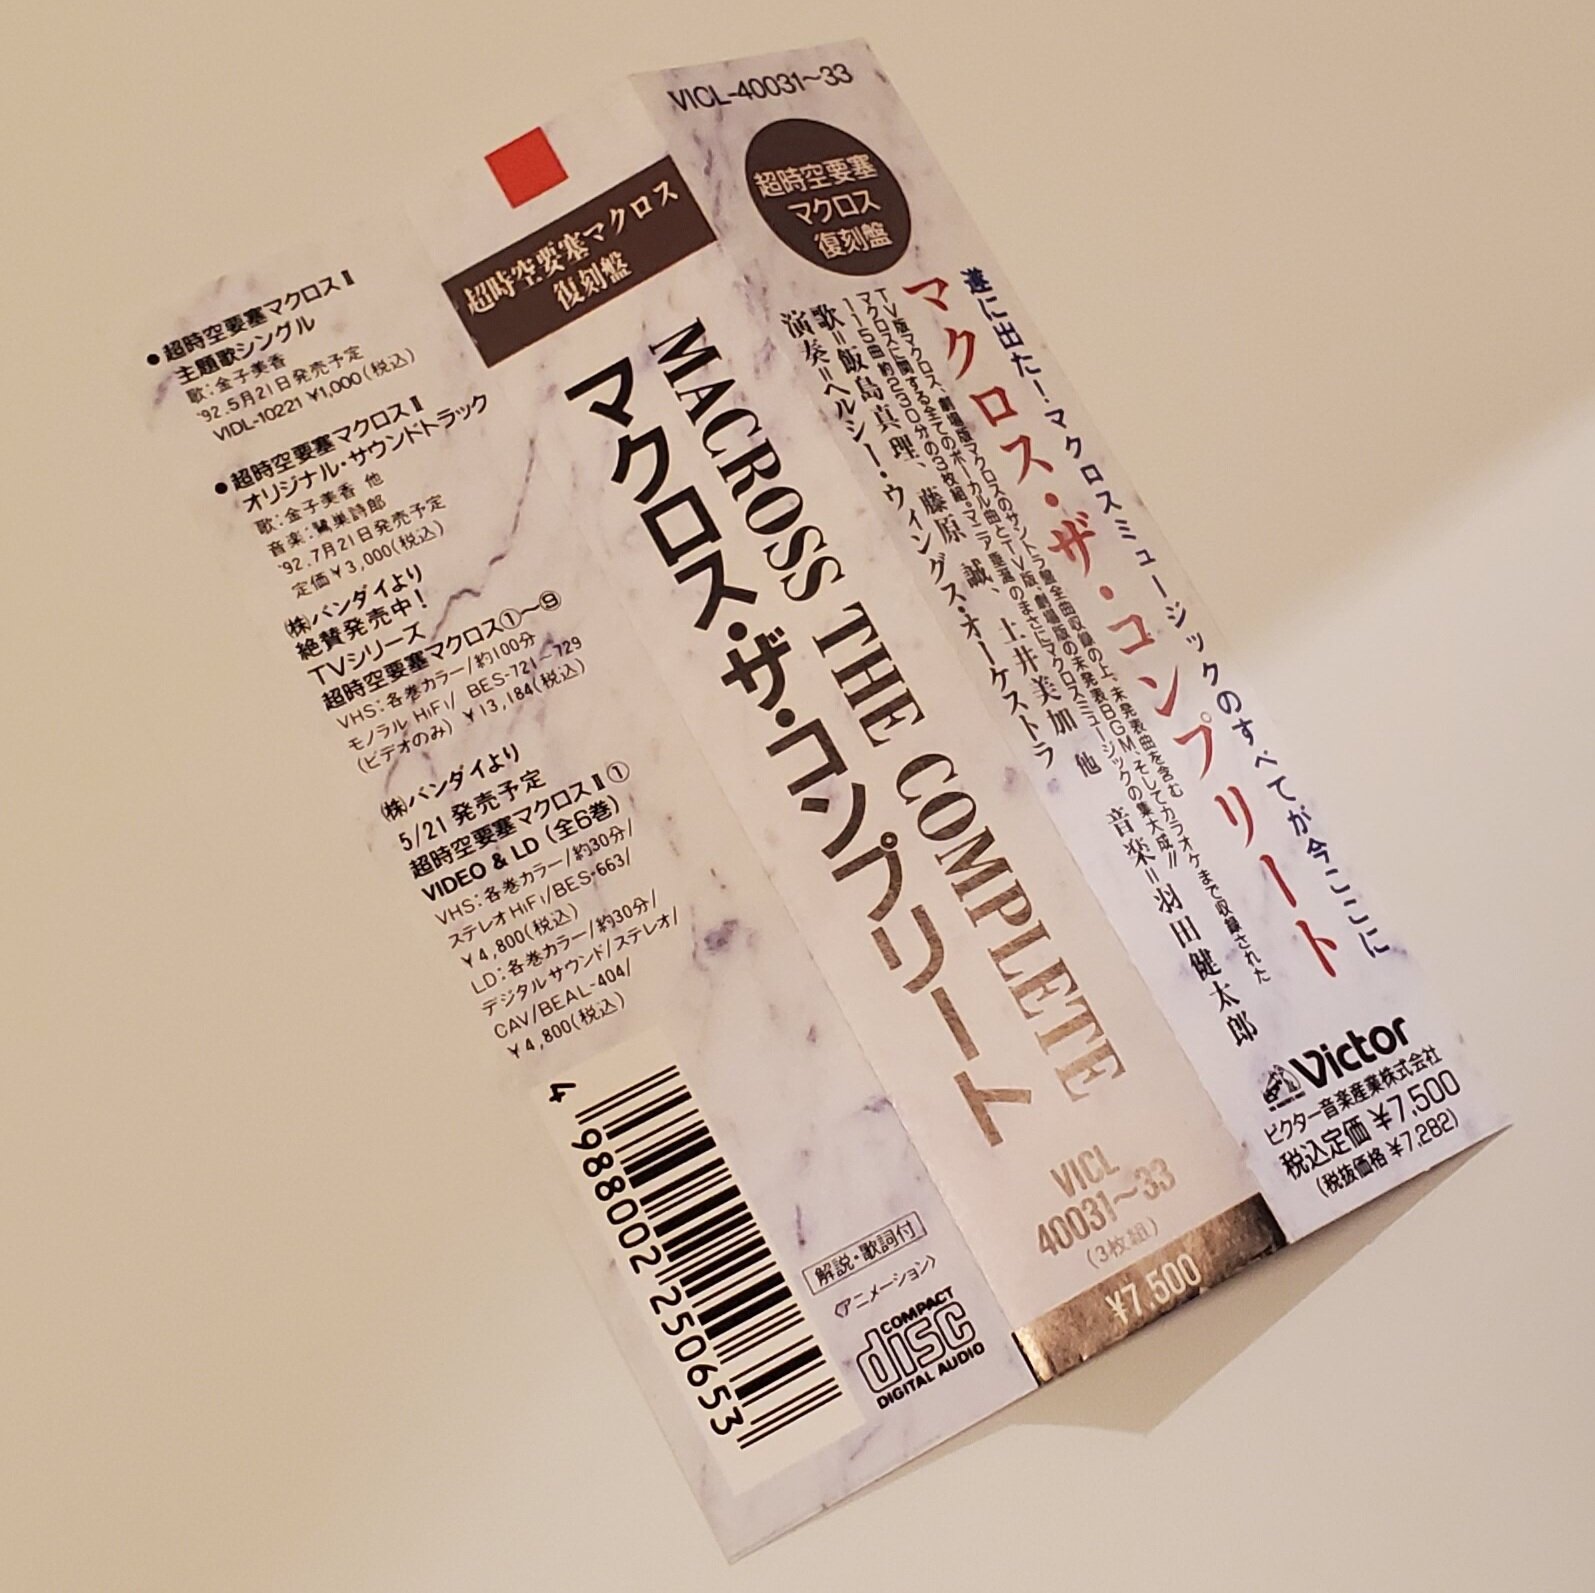 VICL-40031〜33
超時空要塞
マクロス
復刻盤
遂に出た!マクロスミュージックのすべてが今ここに
マクロス・ザ・コンプリート
TV版マクロス、劇場版マクロスのサントラ盤全曲収録の上、未発表曲を含む
マクロスに関する全てのボーカル曲とTV版、劇場版の未発表BGM、そしてカラオケまで収録された
115曲約230分の3枚組。マニア垂涎のまさにマクロスミュージックの集大成!!
歌=飯島真理、藤原 誠、土井美加 他 音楽=羽田健太郎
演奏=ヘルシー・ウィングス・オーケストラ
Victor
ビクター音楽産業株式会社
税込定価 ¥7,500
(税抜価格 ¥7,282)
超時空要塞マクロス
復刻盤
MACROSS THE COMPLETE
マクロス・ザ・コンプリート
VICL
40031〜33
(3枚組)
¥7,500
●超時空要塞マクロスⅡ
主題歌シングル
歌:金子美香
'92.5月21日発売予定
VIDL-10221 ¥1,000(税込)
●超時空要塞マクロスⅡ
オリジナル・サウンドトラック
歌:金子美香 他
音楽:鷺巣詩郎
'92.7月21日発売予定
定価¥3,000(税込)
(株)バンダイより
絶賛発売中!
TVシリーズ
超時空要塞マクロス①〜⑨
VHS:各巻カラー/約100分
モノラル HiFi/ BES-721〜729
(ビデオのみ) ¥13,184(税込)
(株)バンダイより
5/21 発売予定
超時空要塞マクロスⅡ①
VIDEO & LD (全6巻)
VHS:各巻カラー/約30分/
ステレオHiFi/BES-663/
¥4,800(税込)
LD:各巻カラー/約30分/
デジタルサウンド/ステレオ/
CAV/BEAL-404/
¥4,800(税込)
4 988002 250653
解説・歌詞付
〈アニメーション〉
COMPACT
disc
DIGITAL AUDIO